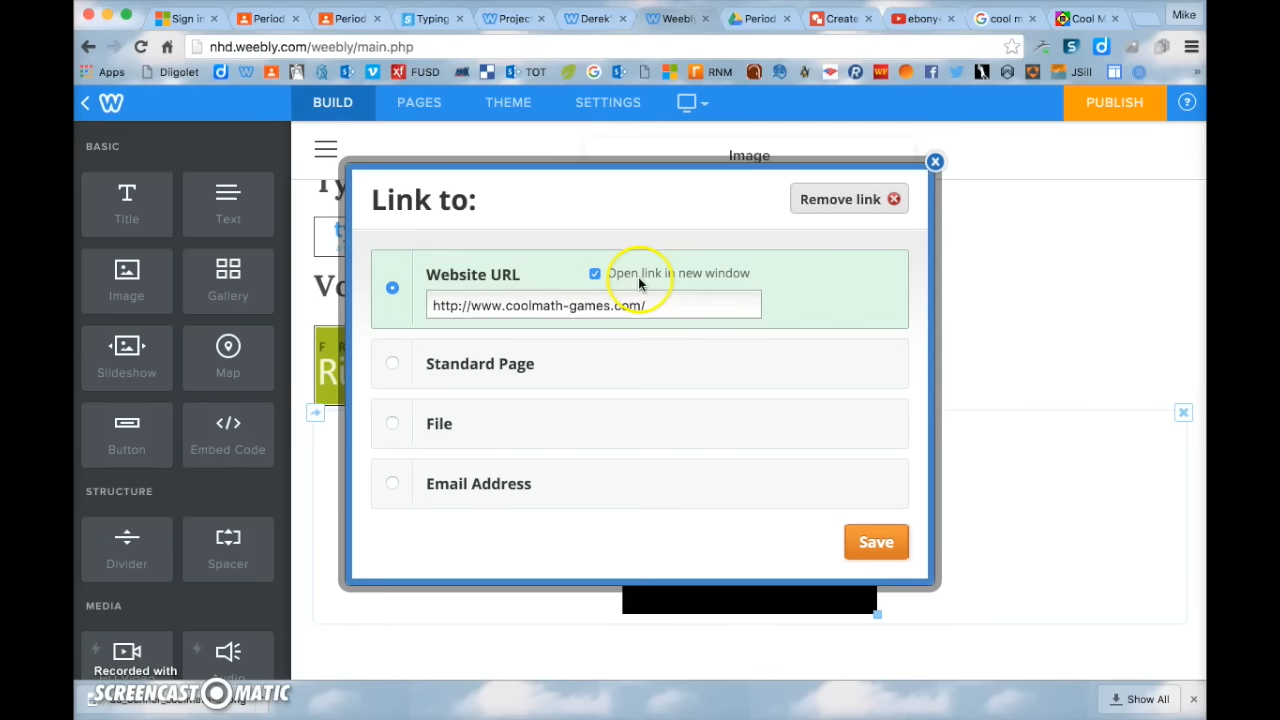 Sign in
Period
Period
Typing
Projec
Derek'
Weebly
Period
Create
ebony
cool m
Cool M
Mike
nhd.weebly.com/weebly/main.php
Apps
Diigolet
FUSD
TOT
RNM
JSill
»
BUILD
PAGES
THEME
SETTINGS
PUBLISH
?
BASIC
Image
Title
Text
Image
Gallery
Slideshow
Map
Button
Embed Code
STRUCTURE
Divider
Spacer
MEDIA
Link to:
Remove link
Website URL
Open link in new window
http://www.coolmath-games.com/
Standard Page
File
Email Address
Save
Recorded with
SCREENCAST MATIC
Show All